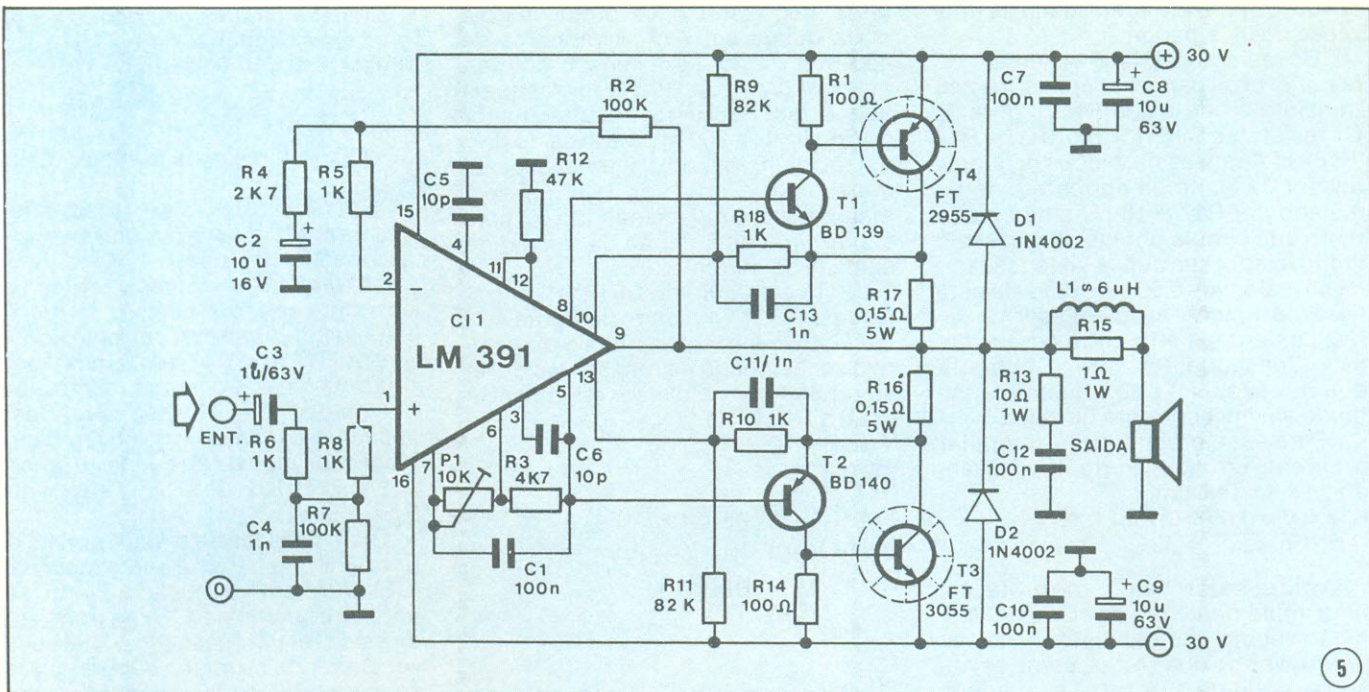 + 30 V
R2
100K
R9
82 K
R1
100Ω
C7
100n
+
C8
10 u
63V
R4
2K7
R5
1K
C5
10p
R12
47K
T4
FT
2955
T1
BD 139
R18
1K
D1
1N4002
+
C2
10 u
16 V
15
4
11
12
8
10
9
13
5
3
6
7
16
2
-
1
+
CI 1
LM 391
C13
1n
R17
0,15Ω
5W
L1 s 6 uH
R15
1Ω
1W
C11/ 1n
R10 1K
R16
0,15Ω
5W
R13
10Ω
1W
SAIDA
C3
1µ/63V
+
ENT.
R6
1K
R8
1K
P1
10K
R3
4K7
C6
10p
T2
BD140
C12
100n
C4
1n
R7
100K
C1
100n
D2
1N4002
T3
FT
3055
R11
82 K
R14
100Ω
C10
100n
+
C9
10 u
63V
0
- 30 V
5